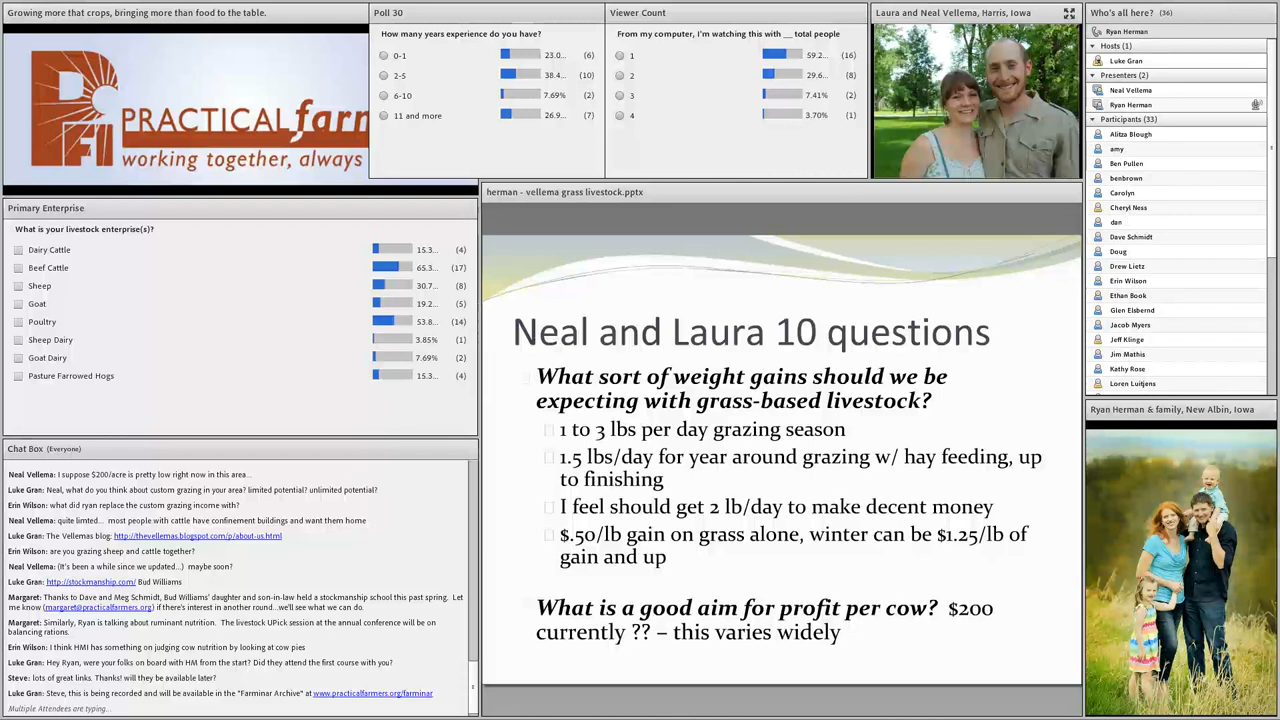 Growing more that crops, bringing more than food to the table.
PRACTICAL farm
working together, always
Poll 30
How many years experience do you have?
0-1 23.0... (6)
2-5 38.4... (10)
6-10 7.69% (2)
11 and more 26.9... (7)
Viewer Count
From my computer, I'm watching this with __ total people
1 59.2... (16)
2 29.6... (8)
3 7.41% (2)
4 3.70% (1)
Laura and Neal Vellema, Harris, Iowa
Who's all here? (36)
Ryan Herman
Hosts (1)
Luke Gran
Presenters (2)
Neal Vellema
Ryan Herman
Participants (33)
Alitza Blough
amy
Ben Pullen
benbrown
Carolyn
Cheryl Ness
dan
Dave Schmidt
Doug
Drew Lietz
Erin Wilson
Ethan Book
Glen Elsbernd
Jacob Myers
Jeff Klinge
Jim Mathis
Kathy Rose
Loren Luitjens
Primary Enterprise
What is your livestock enterprise(s)?
Dairy Cattle 15.3... (4)
Beef Cattle 65.3... (17)
Sheep 30.7... (8)
Goat 19.2... (5)
Poultry 53.8... (14)
Sheep Dairy 3.85% (1)
Goat Dairy 7.69% (2)
Pasture Farrowed Hogs 15.3... (4)
herman - vellema grass livestock.pptx
Neal and Laura 10 questions
What sort of weight gains should we be
expecting with grass-based livestock?
1 to 3 lbs per day grazing season
1.5 lbs/day for year around grazing w/ hay feeding, up
to finishing
I feel should get 2 lb/day to make decent money
$.50/lb gain on grass alone, winter can be $1.25/lb of
gain and up
What is a good aim for profit per cow? $200
currently ?? – this varies widely
Chat Box (Everyone)
Neal Vellema: I suppose $200/acre is pretty low right now in this area...
Luke Gran: Neal, what do you think about custom grazing in your area? limited potential? unlimited potential?
Erin Wilson: what did ryan replace the custom grazing income with?
Neal Vellema: quite limted... most people with cattle have confinement buildings and want them home
Luke Gran: The Vellemas blog: http://thevellemas.blogspot.com/p/about-us.html
Erin Wilson: are you grazing sheep and cattle together?
Neal Vellema: (It's been a while since we updated...) maybe soon?
Luke Gran: http://stockmanship.com/ Bud Williams
Margaret: Thanks to Dave and Meg Schmidt, Bud Williams' daughter and son-in-law held a stockmanship school this past spring. Let
me know (margaret@practicalfarmers.org) if there's interest in another round...we'll see what we can do.
Margaret: Similarly, Ryan is talking about ruminant nutrition. The livestock UPick session at the annual conference will be on
balancing rations.
Erin Wilson: I think HMI has something on judging cow nutrition by looking at cow pies
Luke Gran: Hey Ryan, were your folks on board with HM from the start? Did they attend the first course with you?
Steve: lots of great links. Thanks! will they be available later?
Luke Gran: Steve, this is being recorded and will be available in the "Farminar Archive" at www.practicalfarmers.org/farminar
Multiple Attendees are typing...
Ryan Herman & family, New Albin, Iowa